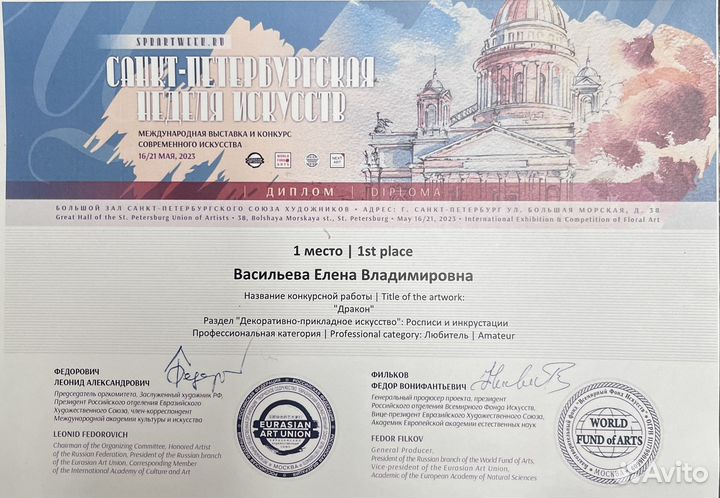 SPBARTWEEK.RU
САНКТ-ПЕТЕРБУРГСКАЯ
НЕДЕЛЯ ИСКУССТВ
МЕЖДУНАРОДНАЯ ВЫСТАВКА И КОНКУРС
СОВРЕМЕННОГО ИСКУССТВА
16/21 МАЯ, 2023
WORLD FUND OF ARTS
NEXT ART
ДИПЛОМ | DIPLOMA
БОЛЬШОЙ ЗАЛ САНКТ-ПЕТЕРБУРГСКОГО СОЮЗА ХУДОЖНИКОВ • АДРЕС: Г. САНКТ-ПЕТЕРБУРГ УЛ. БОЛЬШАЯ МОРСКАЯ, Д. 38
Great Hall of the St. Petersburg Union of Artists • 38, Bolshaya Morskaya st., St. Petersburg • May 16/21, 2023 • International Exhibition & Competition of Floral Art
1 место | 1st place
Васильева Елена Владимировна
Название конкурсной работы | Title of the artwork:
"Дракон"
Раздел "Декоративно-прикладное искусство": Росписи и инкрустации
Профессиональная категория | Professional category: Любитель | Amateur
ФЕДОРОВИЧ
ЛЕОНИД АЛЕКСАНДРОВИЧ
Председатель оргкомитета, Заслуженный художник РФ,
Президент Российского отделения Евразийского
Художественного Союза, член-корреспондент
Международной академии культуры и искусства
LEONID FEDOROVICH
Chairman of the Organizing Committee, Honored Artist
of the Russian Federation, President of the Russian branch
of the Eurasian Art Union, Corresponding Member
of the International Academy of Culture and Art
EURASIAN
ART UNION
МОСКВА
ФИЛЬКОВ
ФЕДОР ВОНИФАНТЬЕВИЧ
Генеральный продюсер проекта, президент
Российского отделения Всемирного Фонда Искусств,
Вице-президент Евразийского Художественного Союза,
Академик Европейской академии естественных наук
FEDOR FILKOV
General Producer,
President of the Russian branch of the World Fund of Arts,
Vice-president of the Eurasian Art Union,
Academic of the European Academy of Natural Sciences
WORLD
FUND of ARTS
МОСКВА
Avito